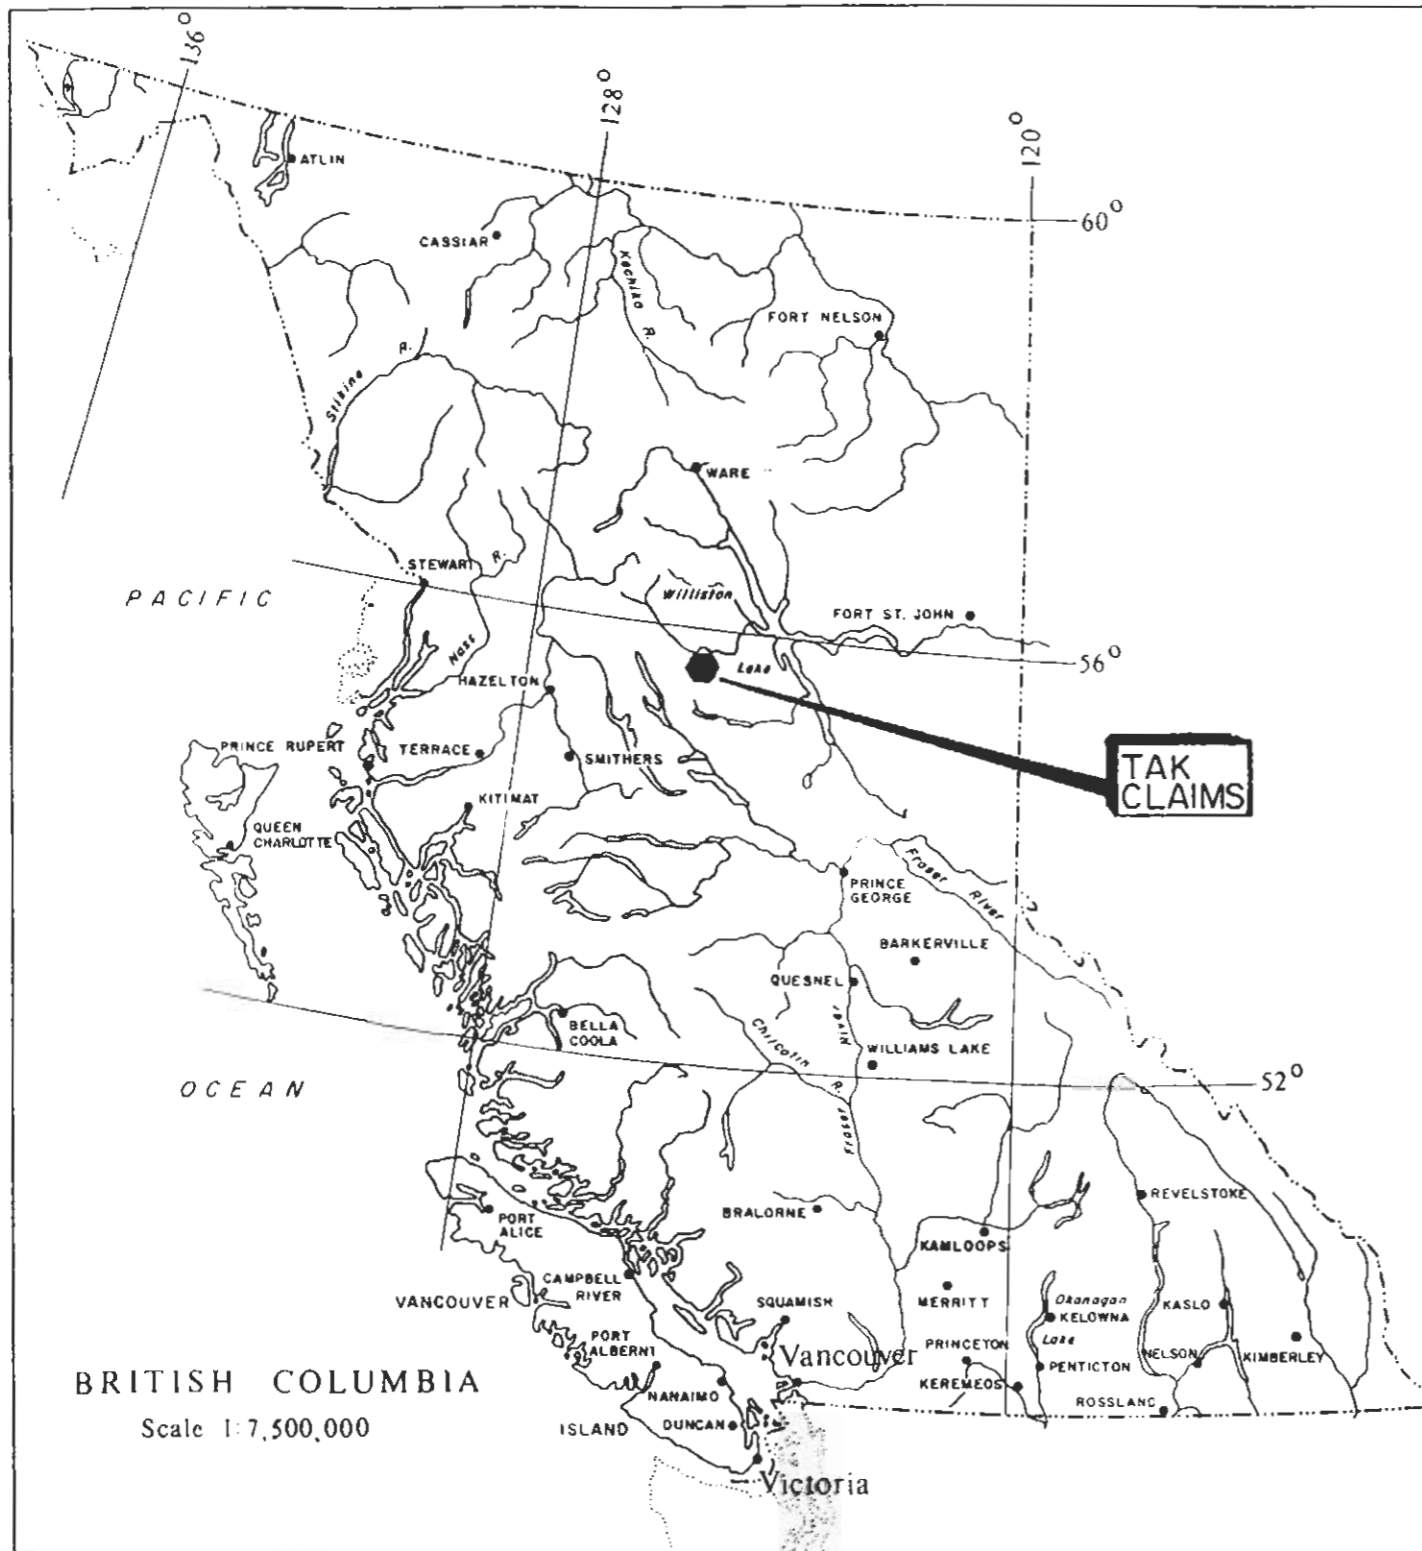 136°
128°
120°
ATLIN
60°
CASSIAR
Kechika R.
FORT NELSON
Stikine R.
WARE
STEWART
R.
PACIFIC
Williston
FORT ST. JOHN
Nass
Lake
56°
HAZELTON
PRINCE RUPERT
TERRACE
SMITHERS
TAK
CLAIMS
KITIMAT
QUEEN
CHARLOTTE
Fraser River
PRINCE
GEORGE
BARKERVILLE
QUESNEL
BELLA
COOLA
Chilcotin R.
WILLIAMS LAKE
OCEAN
52°
Fraser
REVELSTOKE
PORT
ALICE
BRALORNE
KAMLOOPS
CAMPBELL
RIVER
MERRITT
VANCOUVER
SQUAMISH
Okanagan
KELOWNA
KASLO
PORT
ALBERNI
PRINCETON
Lake
Vancouver
PENTICTON
NELSON
KIMBERLEY
BRITISH COLUMBIA
NANAIMO
KEREMEOS
ROSSLAND
Scale 1:7,500,000
ISLAND
DUNCAN
Victoria